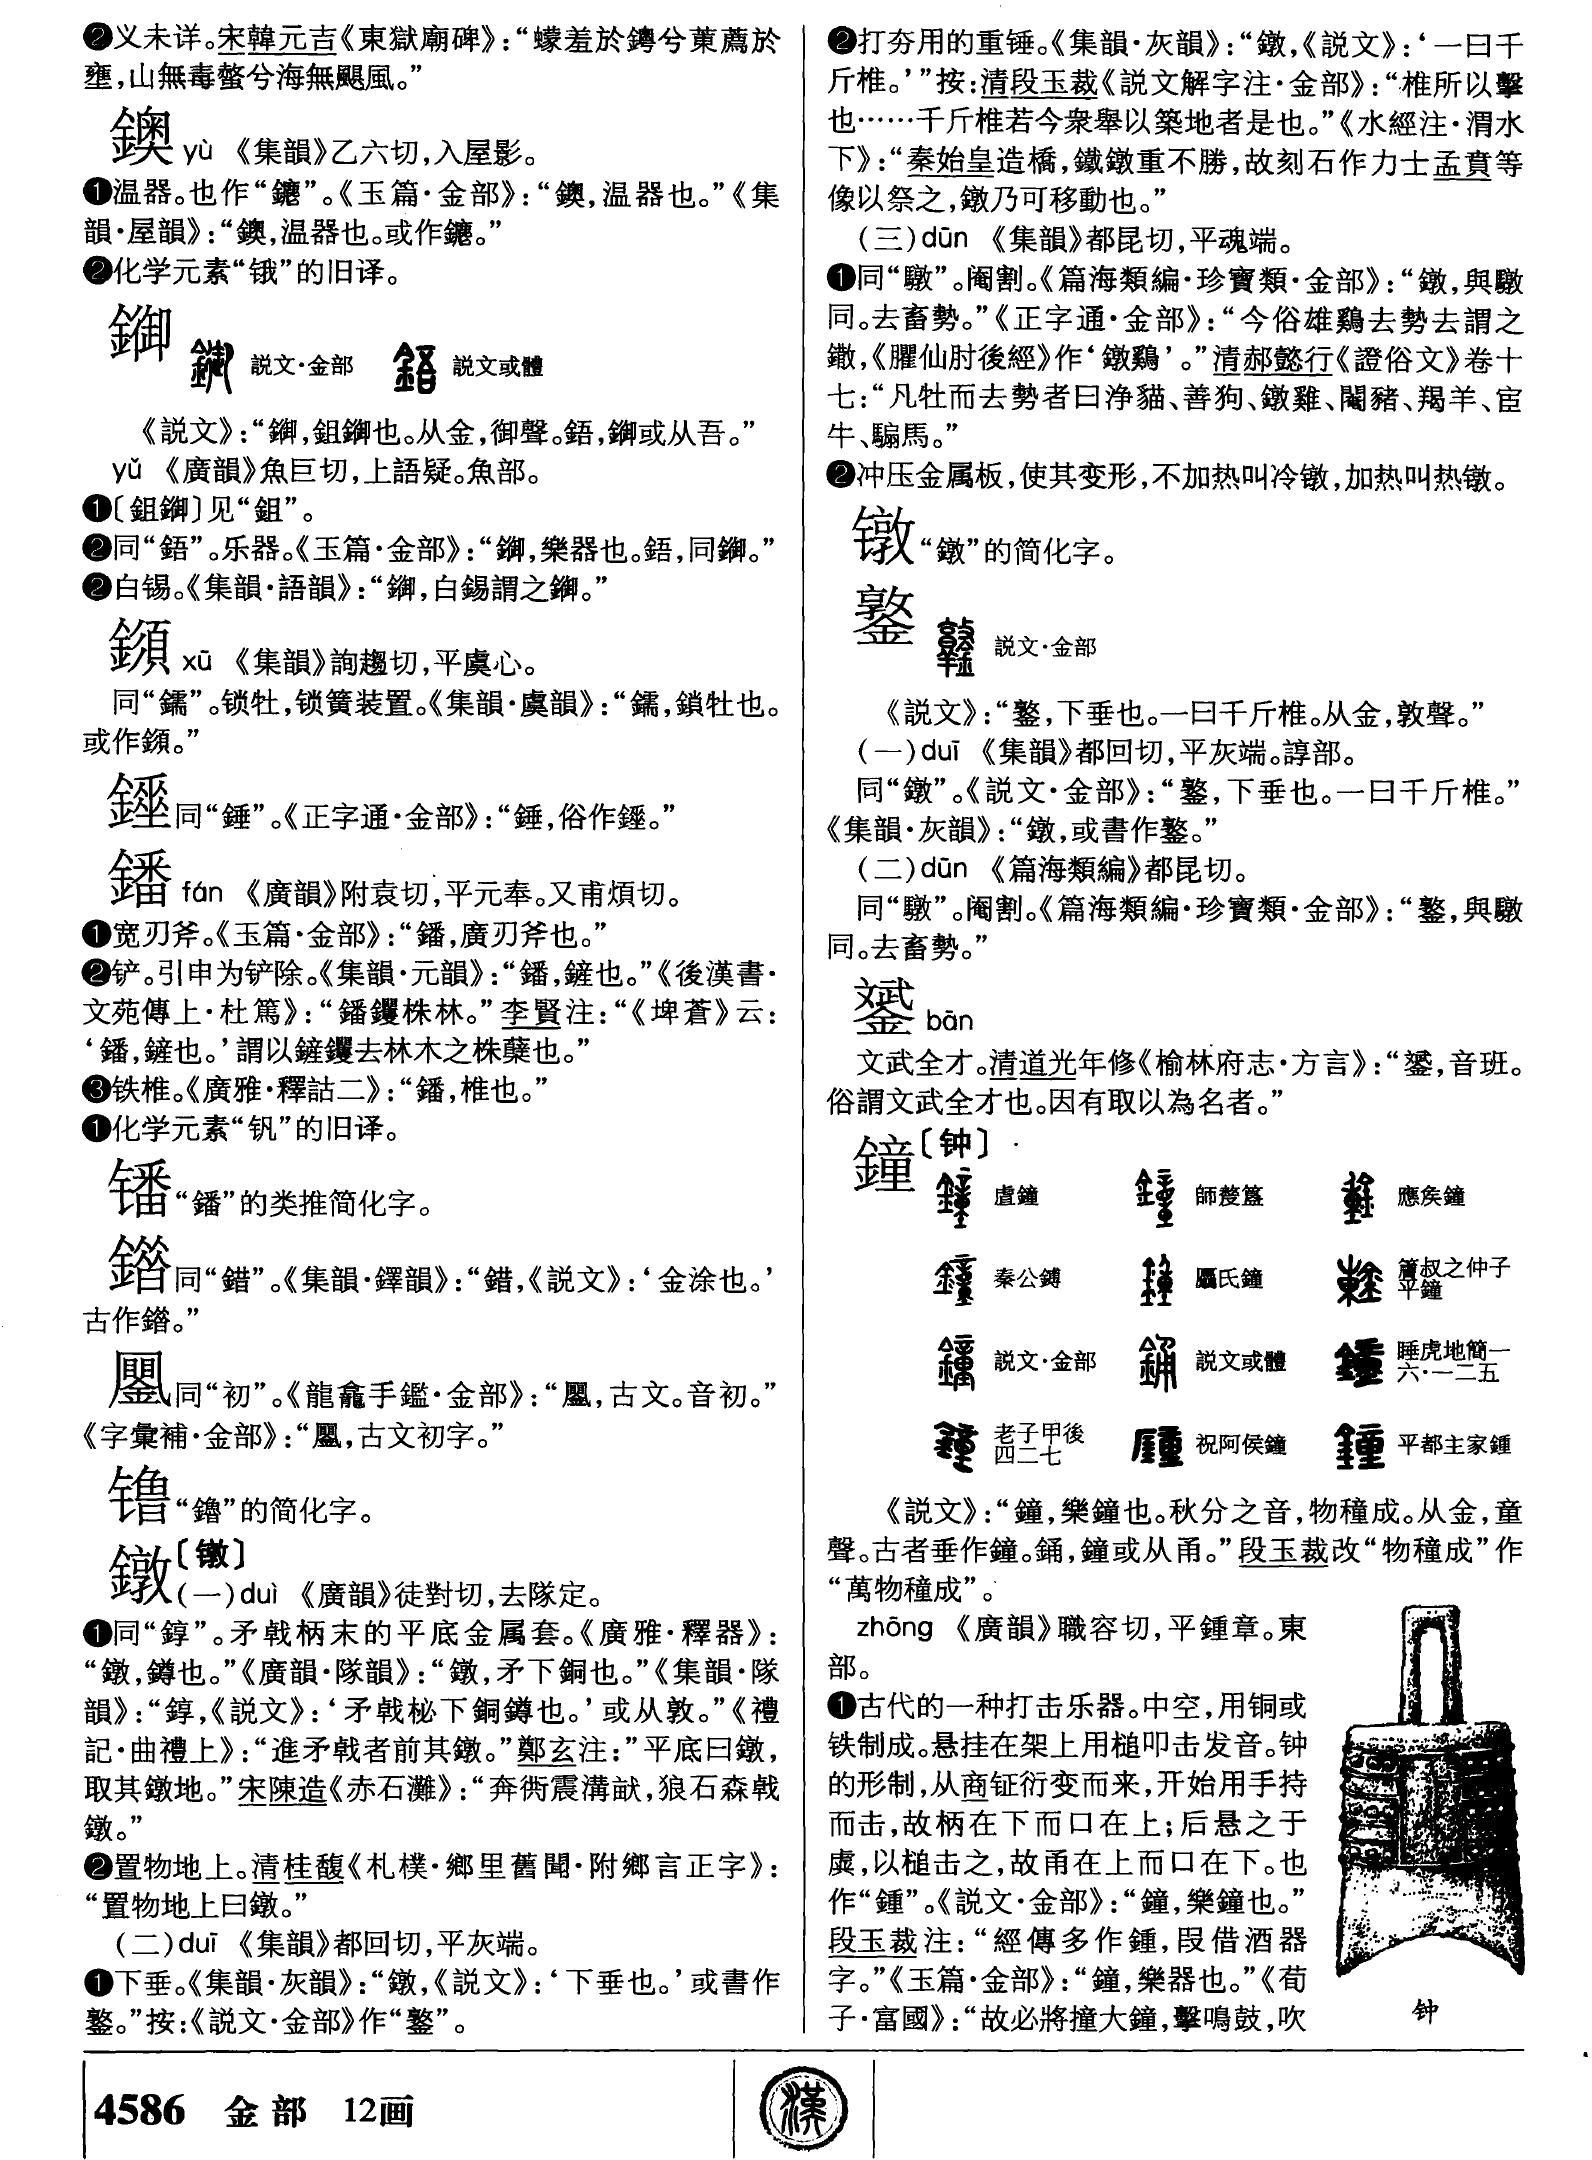 ❷义未详。宋韓元吉《東獄廟碑》：“蠓羞於鎸兮菓薦於
壅，山無毒螫兮海無颶風。”
鐭 yù 《集韻》乙六切，入屋影。
❶温器。也作“鏕”。《玉篇·金部》：“鐭，温器也。”《集
韻·屋韻》：“鐭，温器也。或作鏕。”
❷化学元素“锇”的旧译。
䥏 説文·金部 説文或體
《説文》：“䥏，鉏䥏也。从金，御聲。鋙，䥏或从吾。”
yǔ 《廣韻》魚巨切，上語疑。魚部。
❶〔鉏䥏〕见“鉏”。
❷同“鋙”。乐器。《玉篇·金部》：“䥏，樂器也。鋙，同䥏。”
❷白锡。《集韻·語韻》：“䥏，白錫謂之䥏。”
xū 《集韻》詢趨切，平虞心。
同“鑐”。锁牡，锁簧装置。《集韻·虞韻》：“鑐，鎖牡也。
或作。”
同“錘”。《正字通·金部》：“錘，俗作。”
鐇 fán 《廣韻》附袁切，平元奉。又甫煩切。
❶宽刃斧。《玉篇·金部》：“鐇，廣刃斧也。”
❷铲。引申为铲除。《集韻·元韻》：“鐇，鏟也。”《後漢書·
文苑傳上·杜篤》：“鐇钁株林。”李賢注：“《埤蒼》云：
‘鐇，鏟也。’謂以鏟钁去林木之株蘖也。”
❸铁椎。《廣雅·釋詁二》：“鐇，椎也。”
❶化学元素“钒”的旧译。
“鐇”的类推简化字。
同“錯”。《集韻·鐸韻》：“錯，《説文》：‘金涂也。’
古作。”
同“初”。《龍龕手鑑·金部》：“，古文。音初。”
《字彙補·金部》：“，古文初字。”
镥“鑥”的简化字。
鐓〔镦〕
（一）duì 《廣韻》徒對切，去隊定。
❶同“錞”。矛戟柄末的平底金属套。《廣雅·釋器》：
“鐓，鐏也。”《廣韻·隊韻》：“鐓，矛下銅也。”《集韻·隊
韻》：“錞，《説文》：‘矛戟柲下銅鐏也。’或从敦。”《禮
記·曲禮上》：“進矛戟者前其鐓。”鄭玄注：”平底曰鐓，
取其鐓地。”宋陳造《赤石灘》：“奔衝震溝畎，狼石森戟
鐓。”
❷置物地上。清桂馥《札樸·鄉里舊聞·附鄉言正字》：
“置物地上曰鐓。”
（二）duī 《集韻》都回切，平灰端。
❶下垂。《集韻·灰韻》：“鐓，《説文》：‘下垂也。’或書作
鐜。”按：《説文·金部》作“鐜”。
❷打夯用的重锤。《集韻·灰韻》：“鐓，《説文》：‘一曰千
斤椎。’”按：清段玉裁《説文解字注·金部》：“椎所以擊
也……千斤椎若今衆舉以築地者是也。”《水經注·渭水
下》：“秦始皇造橋，鐵鐓重不勝，故刻石作力士孟賁等
像以祭之，鐓乃可移動也。”
（三）dūn 《集韻》都昆切，平魂端。
❶同“驐”。阉割。《篇海類編·珍寶類·金部》：“鐓，與驐
同。去畜勢。”《正字通·金部》：“今俗雄鷄去勢去謂之
鐓，《臞仙肘後經》作‘鐓鷄’。”清郝懿行《證俗文》卷十
七：“凡牡而去勢者曰净貓、善狗、鐓雞、閹豬、羯羊、宦
牛、騸馬。”
❷冲压金属板，使其变形，不加热叫冷镦，加热叫热镦。
镦“鐓”的简化字。
鐜 説文·金部
《説文》：“鐜，下垂也。一曰千斤椎。从金，敦聲。”
（一）duī 《集韻》都回切，平灰端。諄部。
同“鐓”。《説文·金部》：“鐜，下垂也。一曰千斤椎。”
《集韻·灰韻》：“鐓，或書作鐜。”
（二）dūn 《篇海類編》都昆切。
同“驐”。阉割。《篇海類編·珍寶類·金部》：“鐜，與驐
同。去畜勢。”
bān
文武全才。清道光年修《榆林府志·方言》：“，音班。
俗謂文武全才也。因有取以為名者。”
鐘〔钟〕
虘鐘 師𠭰簋 應矦鐘
秦公鎛 屭氏鐘 簷叔之仲子平鐘
説文·金部 説文或體 睡虎地簡一六·一二五
老子甲後四二七 祝阿侯鐘 平都主家鍾
《説文》：“鐘，樂鐘也。秋分之音，物穜成。从金，童
聲。古者垂作鐘。銿，鐘或从甬。”段玉裁改“物穜成”作
“萬物穜成”。
zhōng 《廣韻》職容切，平鍾章。東
部。
❶古代的一种打击乐器。中空，用铜或
铁制成。悬挂在架上用槌叩击发音。钟
的形制，从商钲衍变而来，开始用手持
而击，故柄在下而口在上；后悬之于
虡，以槌击之，故甬在上而口在下。也
作“鍾”。《説文·金部》：“鐘，樂鐘也。”
段玉裁注：“經傳多作鍾，叚借酒器
字。”《玉篇·金部》：“鐘，樂器也。”《荀
子·富國》：“故必將撞大鐘，擊鳴鼓，吹
钟
4586 金部 12画
漢